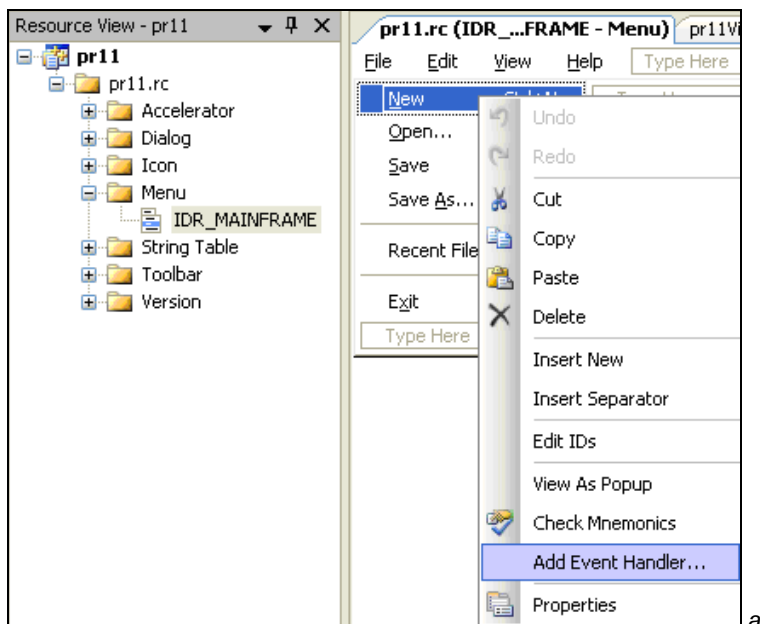 Resource View - pr11
pr11
pr11.rc
Accelerator
Dialog
Icon
Menu
IDR_MAINFRAME
String Table
Toolbar
Version
pr11.rc (IDR_...FRAME - Menu) pr11Vi
File Edit View Help Type Here
New
Open...
Save
Save As...
Recent File
Exit
Type Here
Undo
Redo
Cut
Copy
Paste
Delete
Insert New
Insert Separator
Edit IDs
View As Popup
Check Mnemonics
Add Event Handler...
Properties
a